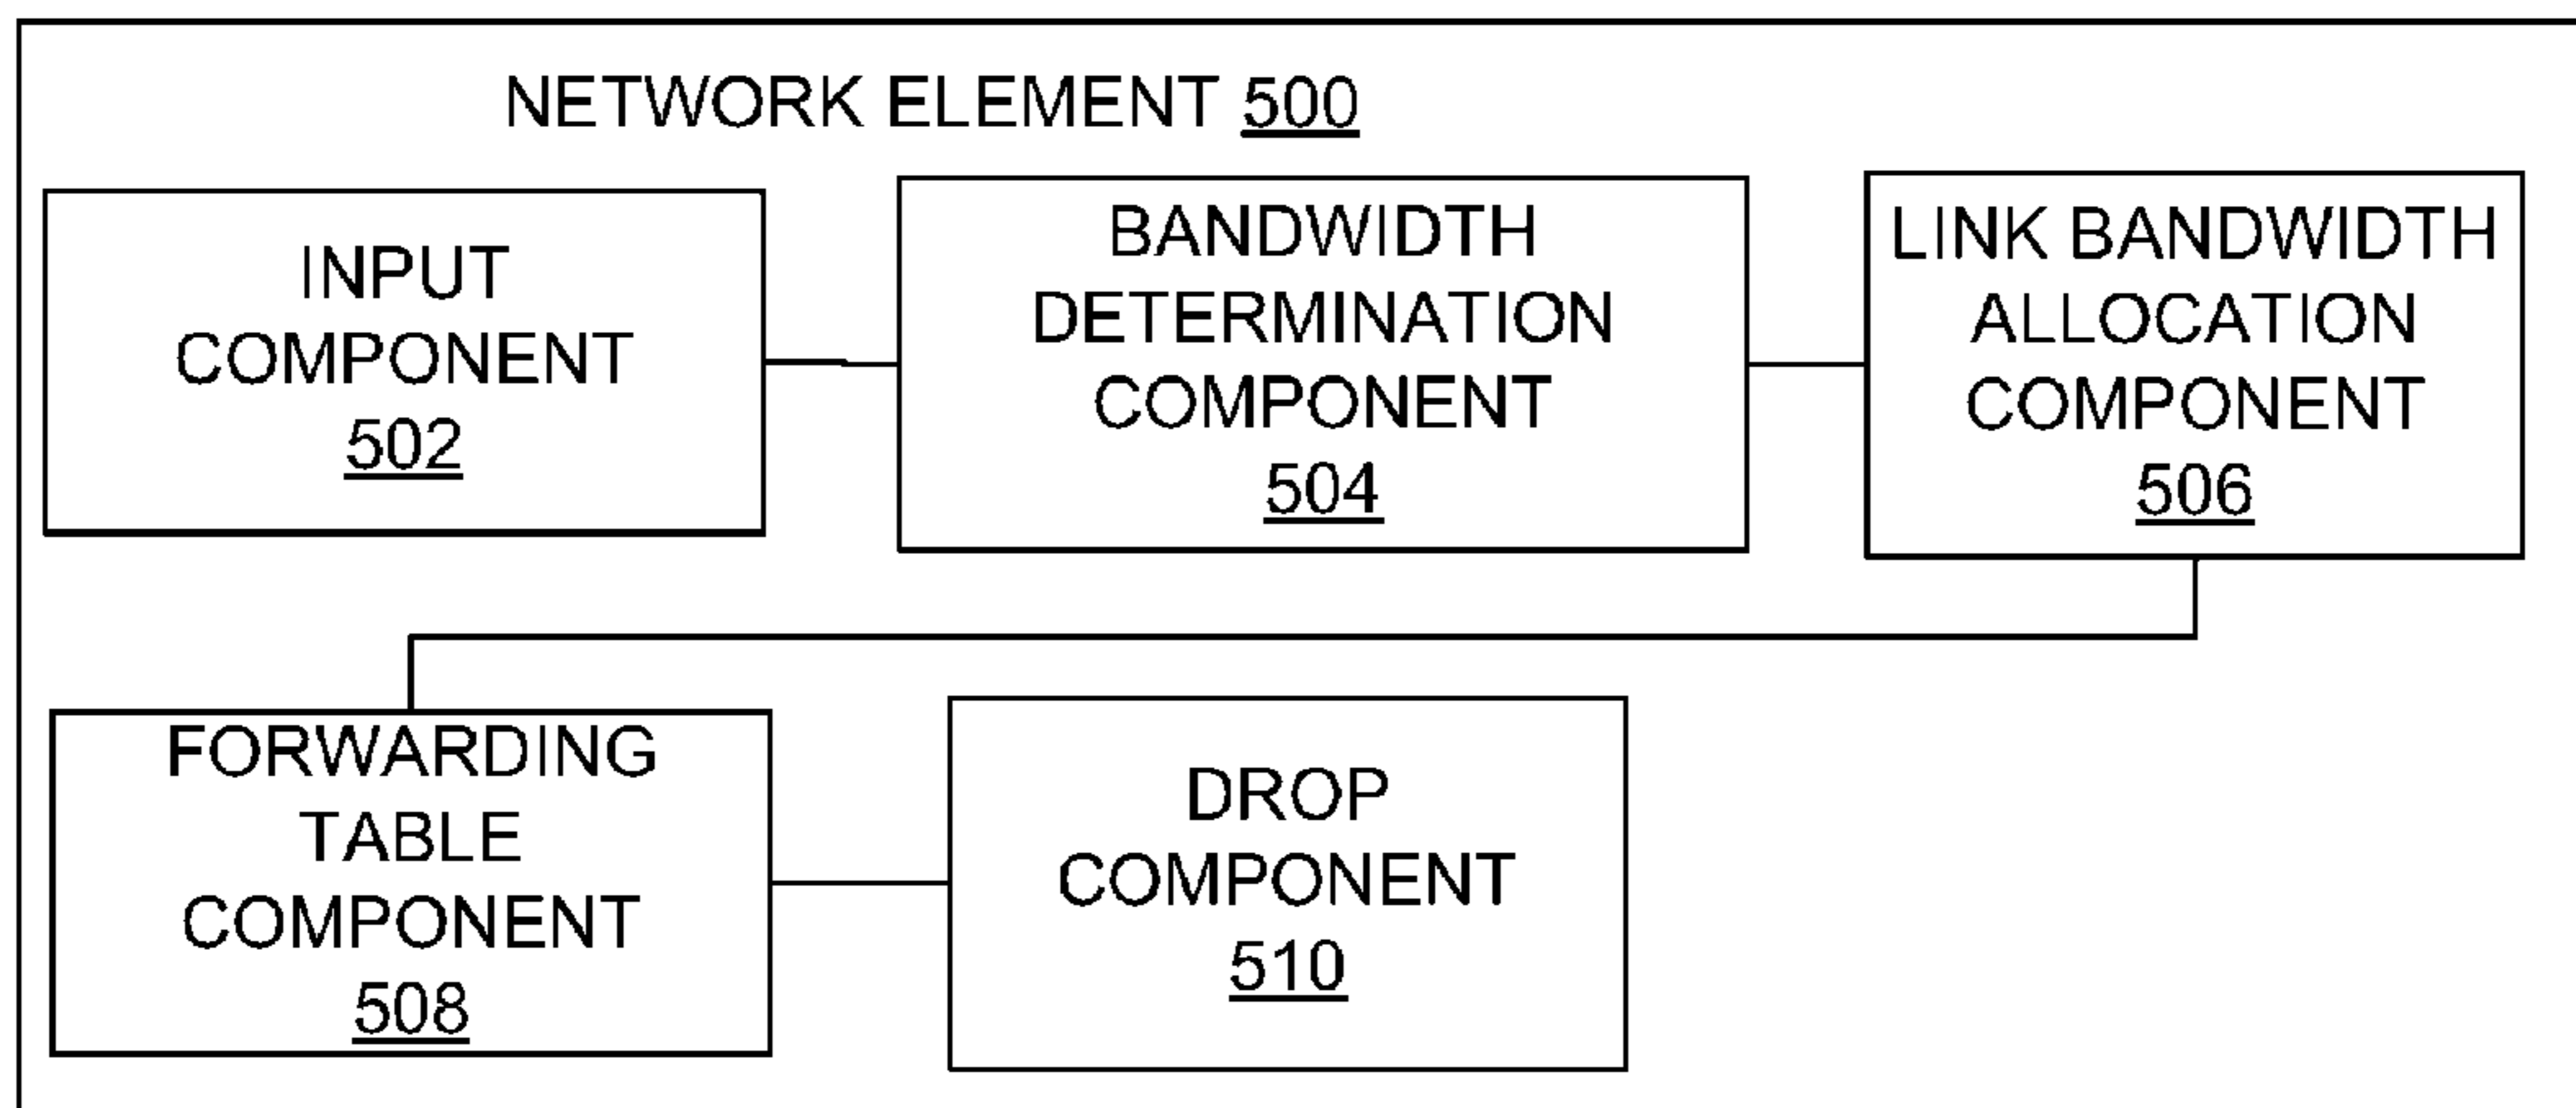 NETWORK ELEMENT 500
INPUT
COMPONENT
502
BANDWIDTH
DETERMINATION
COMPONENT
504
LINK BANDWIDTH
ALLOCATION
COMPONENT
506
FORWARDING
TABLE
COMPONENT
508
DROP
COMPONENT
510